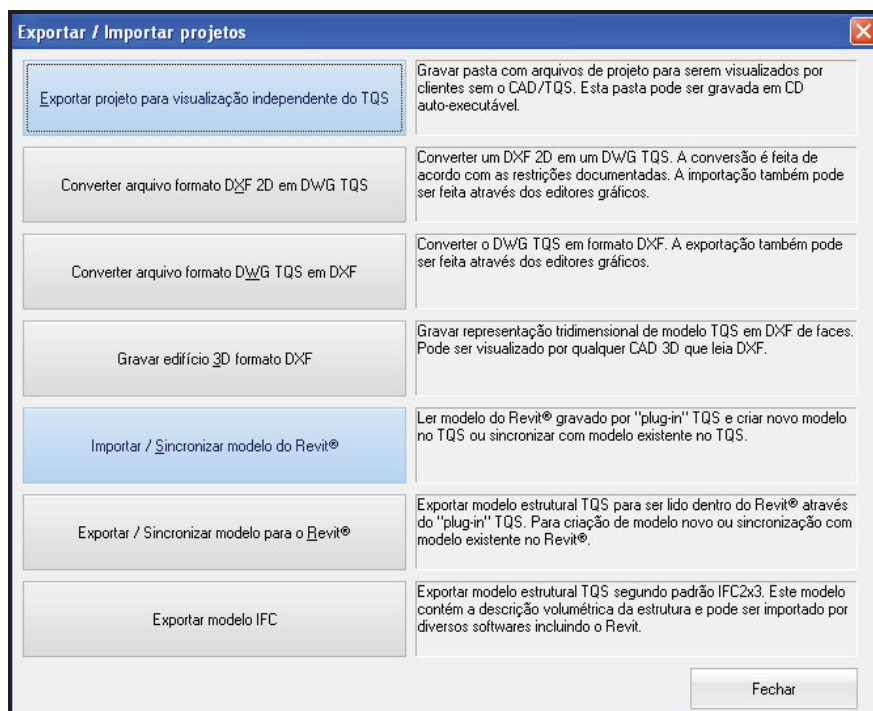 Exportar / Importar projetos
Exportar projeto para visualização independente do TQS
Gravar pasta com arquivos de projeto para serem visualizados por
clientes sem o CAD/TQS. Esta pasta pode ser gravada em CD
auto-executável.
Converter arquivo formato DXF 2D em DWG TQS
Converter um DXF 2D em um DWG TQS. A conversão é feita de
acordo com as restrições documentadas. A importação também pode
ser feita através dos editores gráficos.
Converter arquivo formato DWG TQS em DXF
Converter o DWG TQS em formato DXF. A exportação também pode
ser feita através dos editores gráficos.
Gravar edifício 3D formato DXF
Gravar representação tridimensional de modelo TQS em DXF de faces.
Pode ser visualizado por qualquer CAD 3D que leia DXF.
Importar / Sincronizar modelo do Revit®
Ler modelo do Revit® gravado por "plug-in" TQS e criar novo modelo
no TQS ou sincronizar com modelo existente no TQS.
Exportar / Sincronizar modelo para o Revit®
Exportar modelo estrutural TQS para ser lido dentro do Revit® através
do "plug-in" TQS. Para criação de modelo novo ou sincronização com
modelo existente no Revit®.
Exportar modelo IFC
Exportar modelo estrutural TQS segundo padrão IFC2x3. Este modelo
contém a descrição volumétrica da estrutura e pode ser importado por
diversos softwares incluindo o Revit.
Fechar